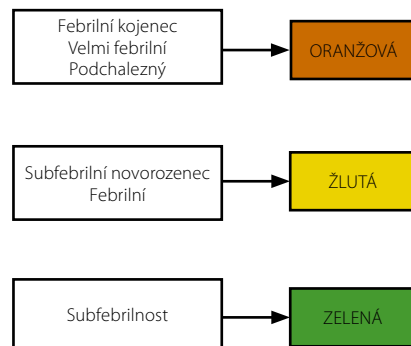 Febrilní kojenec
Velmi febrilní
Podchalezný
ORANŽOVÁ
Subfebrilní novorozenec
Febrilní
ŽLUTÁ
Subfebrilnost
ZELENÁ